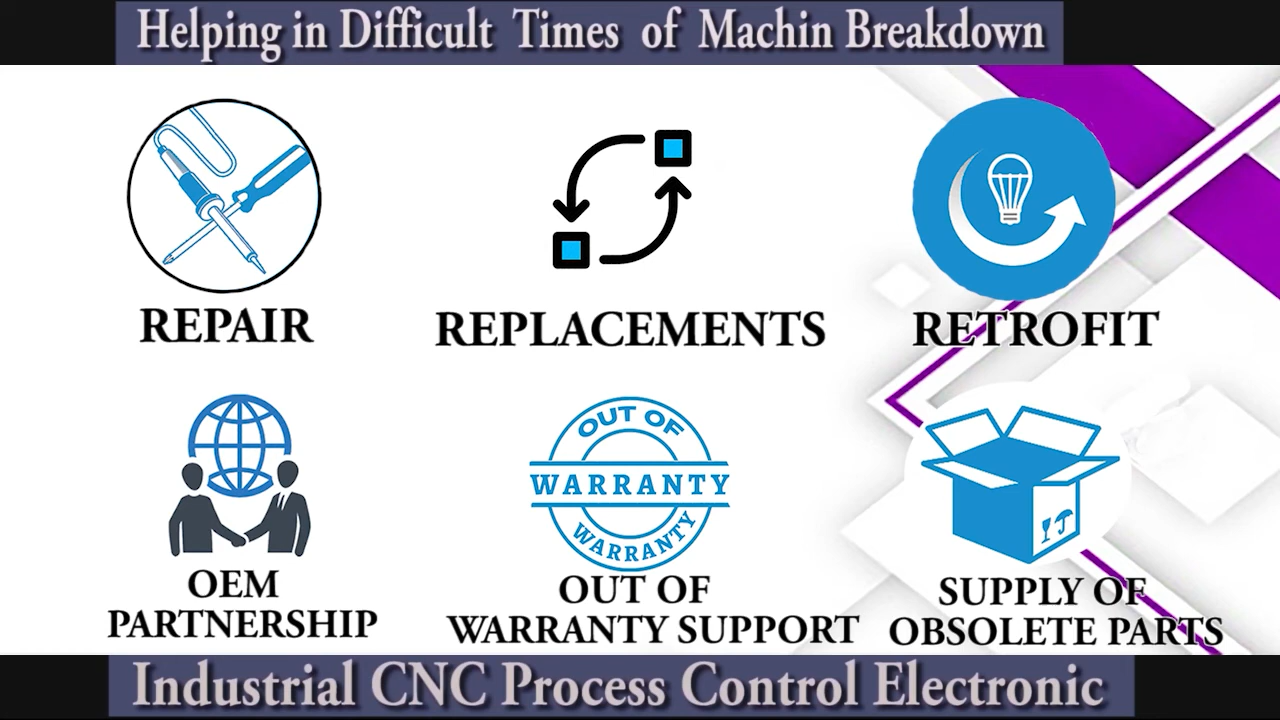 Helping in Difficult Times of Machin Breakdown
REPAIR
REPLACEMENTS
RETROFIT
OUT OF
WARRANTY
WARRANTY
OEM
PARTNERSHIP
OUT OF
WARRANTY SUPPORT
SUPPLY OF
OBSOLETE PARTS
Industrial CNC Process Control Electronic